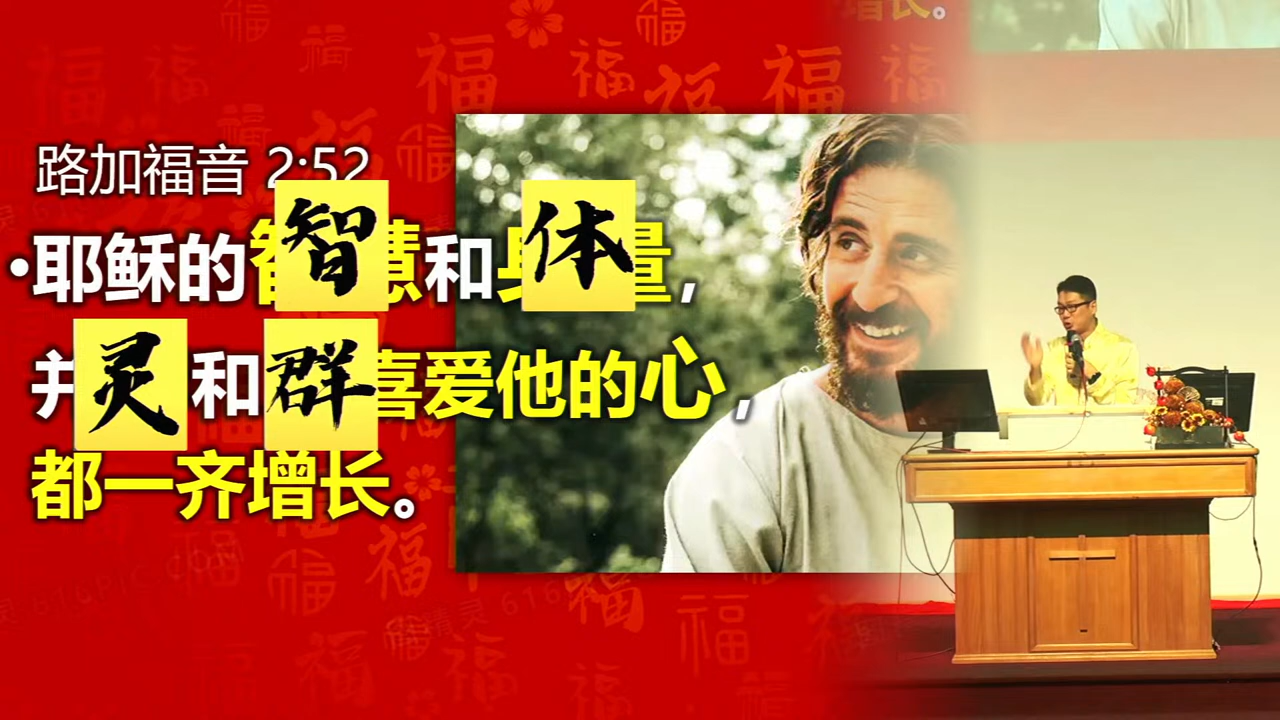 增长。
路加福音 2:52
•耶稣的智慧和体量,
并灵和群喜爱他的心,
都一齐增长。
福